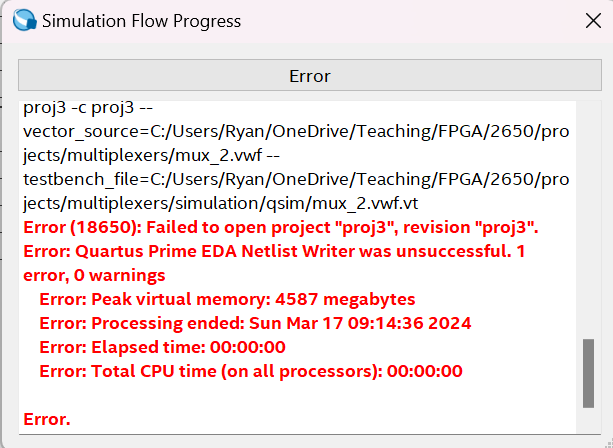 Simulation Flow Progress
Error
proj3 -c proj3 --
vector_source=C:/Users/Ryan/OneDrive/Teaching/FPGA/2650/pro
jects/multiplexers/mux_2.vwf --
testbench_file=C:/Users/Ryan/OneDrive/Teaching/FPGA/2650/pro
jects/multiplexers/simulation/qsim/mux_2.vwf.vt
Error (18650): Failed to open project "proj3", revision "proj3".
Error: Quartus Prime EDA Netlist Writer was unsuccessful. 1
error, 0 warnings
Error: Peak virtual memory: 4587 megabytes
Error: Processing ended: Sun Mar 17 09:14:36 2024
Error: Elapsed time: 00:00:00
Error: Total CPU time (on all processors): 00:00:00
Error.